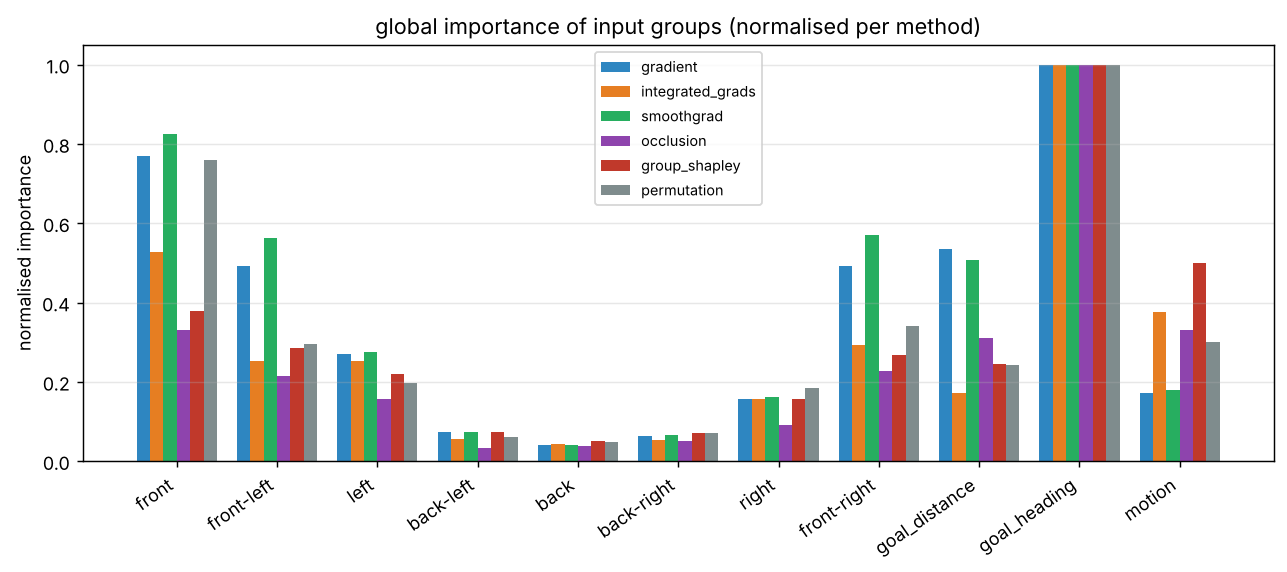 global importance of input groups (normalised per method)
normalised importance
1.0
0.8
0.6
0.4
0.2
0.0
gradient
integrated_grads
smoothgrad
occlusion
group_shapley
permutation
front
front-left
left
back-left
back
back-right
right
front-right
goal_distance
goal_heading
motion